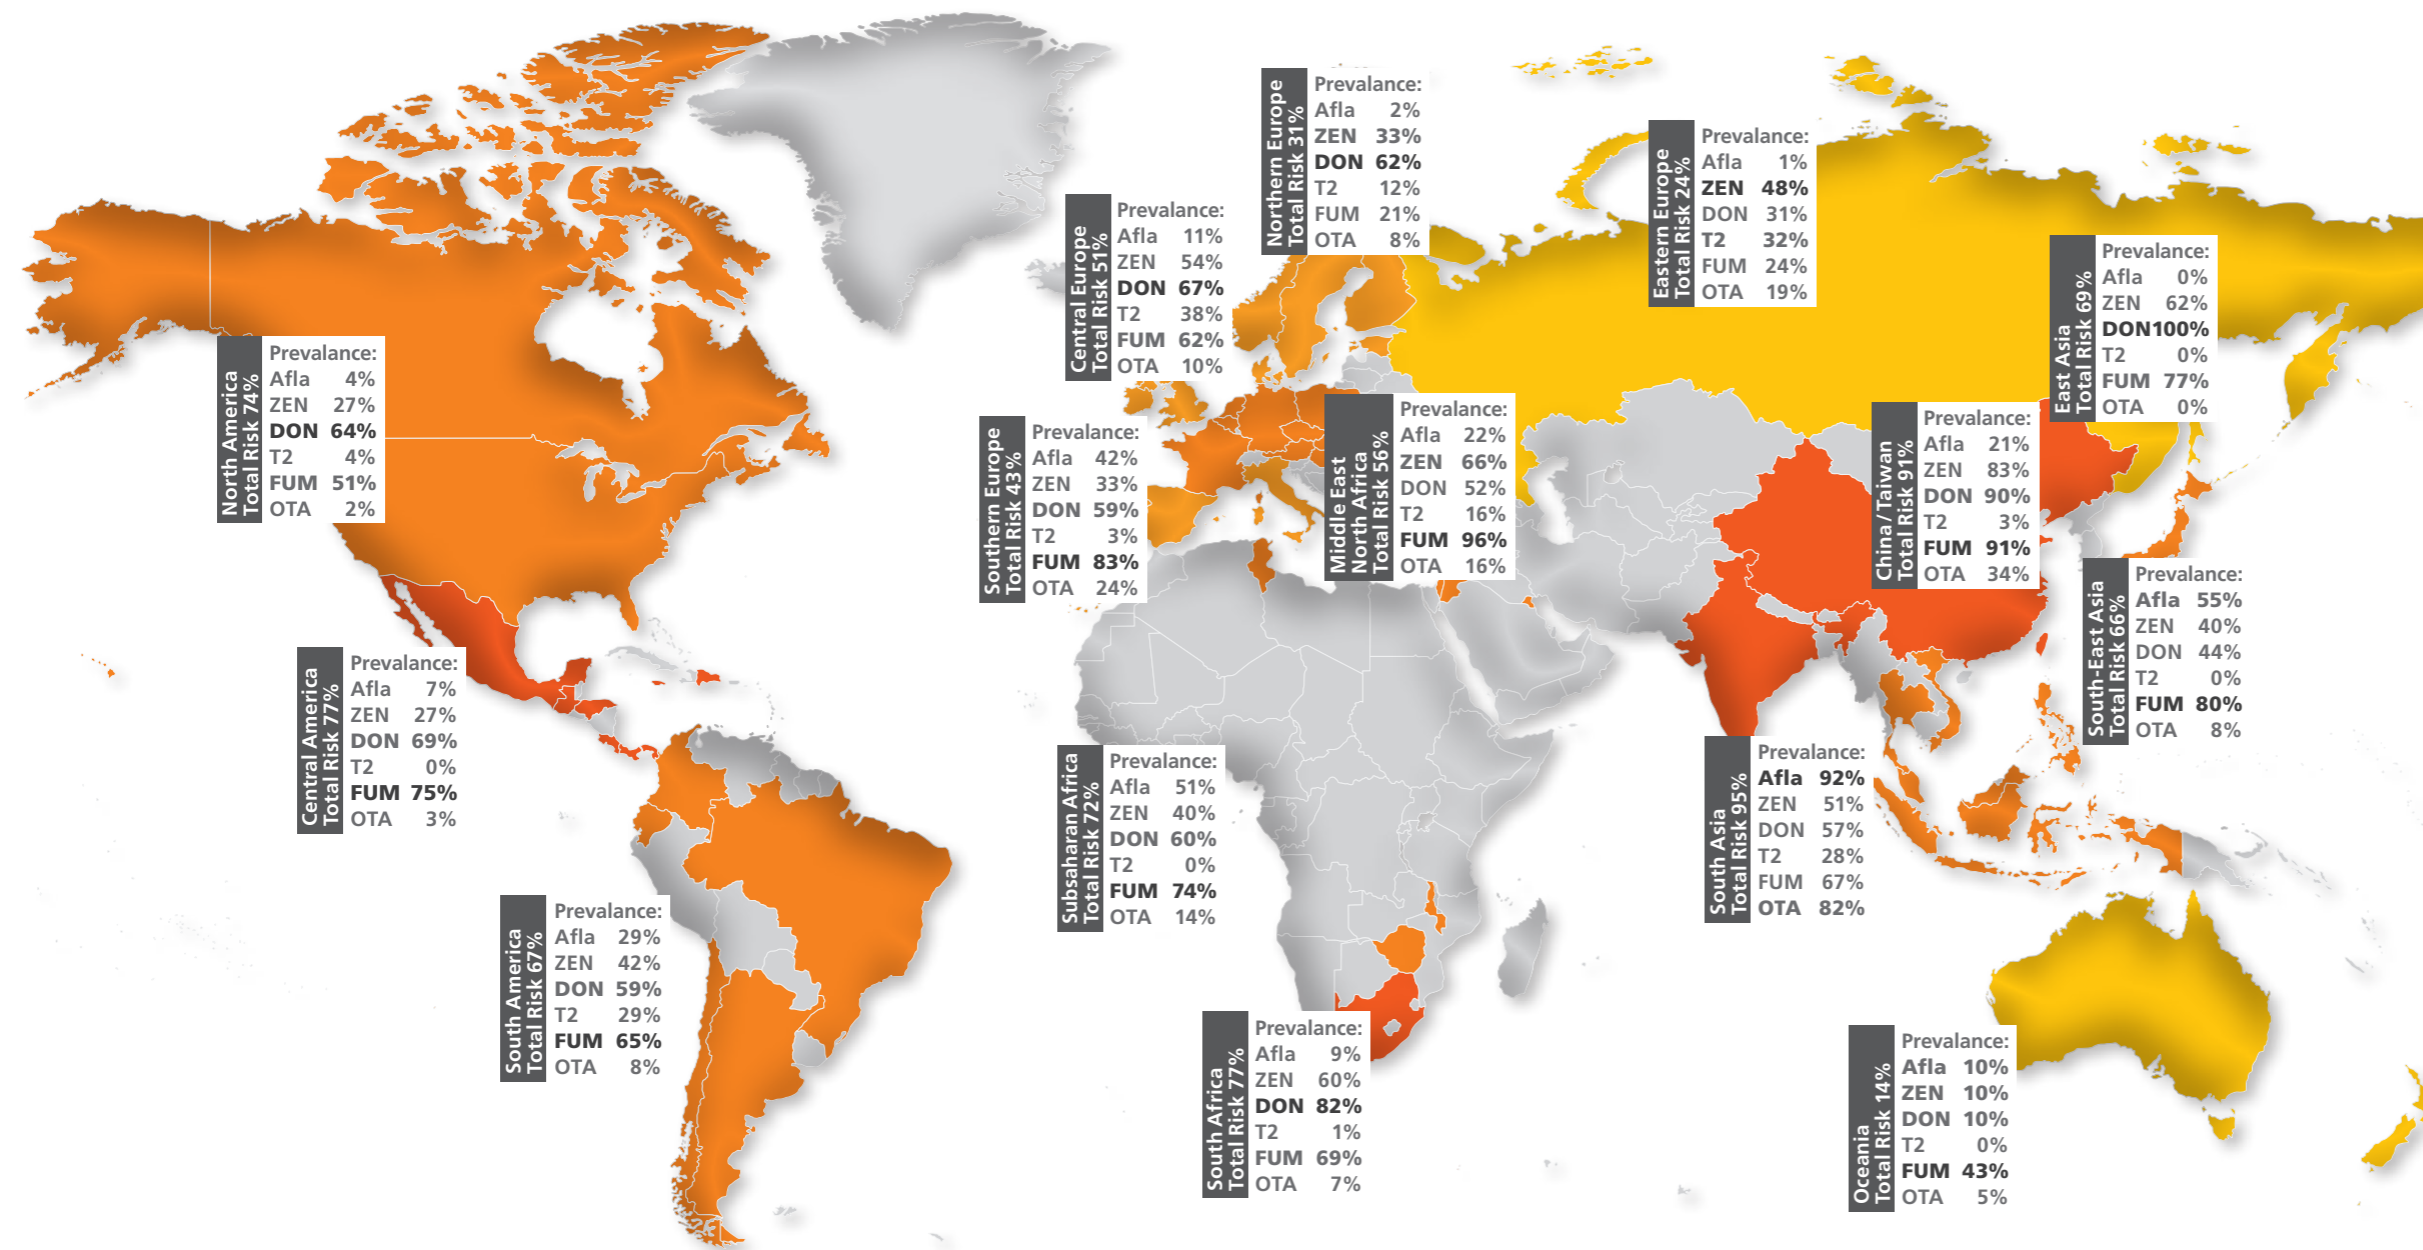 North America
Total Risk 74%
Prevalance:
Afla 4%
ZEN 27%
DON 64%
T2 4%
FUM 51%
OTA 2%
Central America
Total Risk 77%
Prevalance:
Afla 7%
ZEN 27%
DON 69%
T2 0%
FUM 75%
OTA 3%
South America
Total Risk 67%
Prevalance:
Afla 29%
ZEN 42%
DON 59%
T2 29%
FUM 65%
OTA 8%
Northern Europe
Total Risk 31%
Prevalance:
Afla 2%
ZEN 33%
DON 62%
T2 12%
FUM 21%
OTA 8%
Central Europe
Total Risk 51%
Prevalance:
Afla 11%
ZEN 54%
DON 67%
T2 38%
FUM 62%
OTA 10%
Southern Europe
Total Risk 43%
Prevalance:
Afla 42%
ZEN 33%
DON 59%
T2 3%
FUM 83%
OTA 24%
Eastern Europe
Total Risk 24%
Prevalance:
Afla 1%
ZEN 48%
DON 31%
T2 32%
FUM 24%
OTA 19%
Middle East
North Africa
Total Risk 56%
Prevalance:
Afla 22%
ZEN 66%
DON 52%
T2 16%
FUM 96%
OTA 16%
Subsaharan Africa
Total Risk 72%
Prevalance:
Afla 51%
ZEN 40%
DON 60%
T2 0%
FUM 74%
OTA 14%
South Africa
Total Risk 77%
Prevalance:
Afla 9%
ZEN 60%
DON 82%
T2 1%
FUM 69%
OTA 7%
East Asia
Total Risk 69%
Prevalance:
Afla 0%
ZEN 62%
DON100%
T2 0%
FUM 77%
OTA 0%
China / Taiwan
Total Risk 91%
Prevalance:
Afla 21%
ZEN 83%
DON 90%
T2 3%
FUM 91%
OTA 34%
South-East Asia
Total Risk 66%
Prevalance:
Afla 55%
ZEN 40%
DON 44%
T2 0%
FUM 80%
OTA 8%
South Asia
Total Risk 95%
Prevalance:
Afla 92%
ZEN 51%
DON 57%
T2 28%
FUM 67%
OTA 82%
Oceania
Total Risk 14%
Prevalance:
Afla 10%
ZEN 10%
DON 10%
T2 0%
FUM 43%
OTA 5%